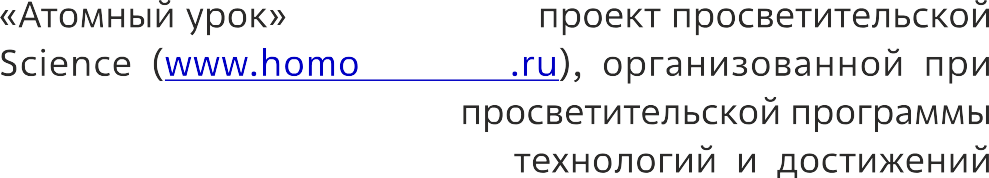 «Атомный урок» проект просветительской
Science (www.homo .ru), организованной при
просветительской программы
технологий и достижений